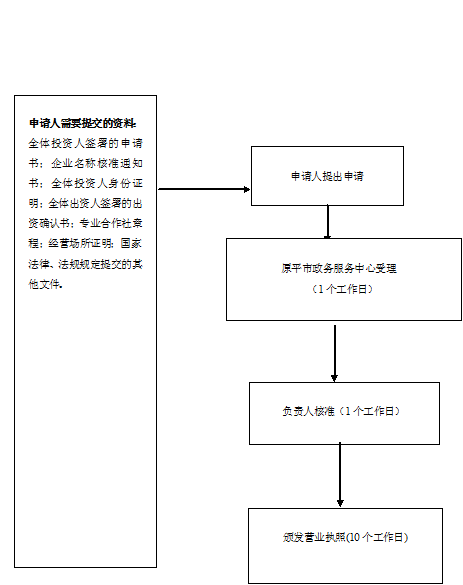 申请人需要提交的资料:
全体投资人签署的申请
书；企业名称核准通知
书；全体投资人身份证
明；全体出资人签署的出
资确认书；专业合作社章
程；经营场所证明；国家
法律、法规规定提交的其
他文件。
申请人提出申请
原平市政务服务中心受理
（1个工作日）
负责人核准（1个工作日）
颁发营业执照(10个工作日)